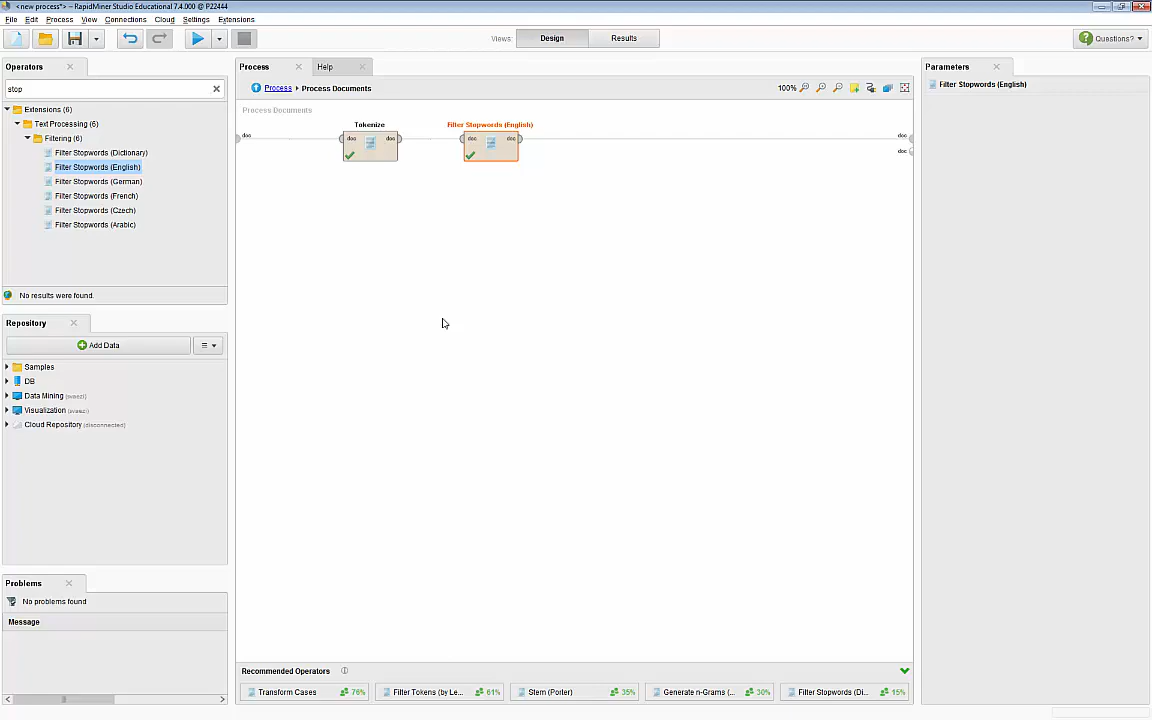 <new process*> – RapidMiner Studio Educational 7.4.000 @ P22444
File Edit Process View Connections Cloud Settings Extensions
Views: Design Results Questions?
Operators
stop
Extensions (6)
Text Processing (6)
Filtering (6)
Filter Stopwords (Dictionary)
Filter Stopwords (English)
Filter Stopwords (German)
Filter Stopwords (French)
Filter Stopwords (Czech)
Filter Stopwords (Arabic)
No results were found.
Repository
Add Data
Samples
DB
Data Mining
Visualization
Cloud Repository (disconnected)
Problems
No problems found
Message
Process Help
Process Process Documents 100%
Process Documents
Tokenize Filter Stopwords (English)
doc doc doc doc doc doc
doc
Recommended Operators
Transform Cases 76% Filter Tokens (by Le... 61% Stem (Porter) 35% Generate n-Grams (... 30% Filter Stopwords (Di... 15%
Parameters
Filter Stopwords (English)